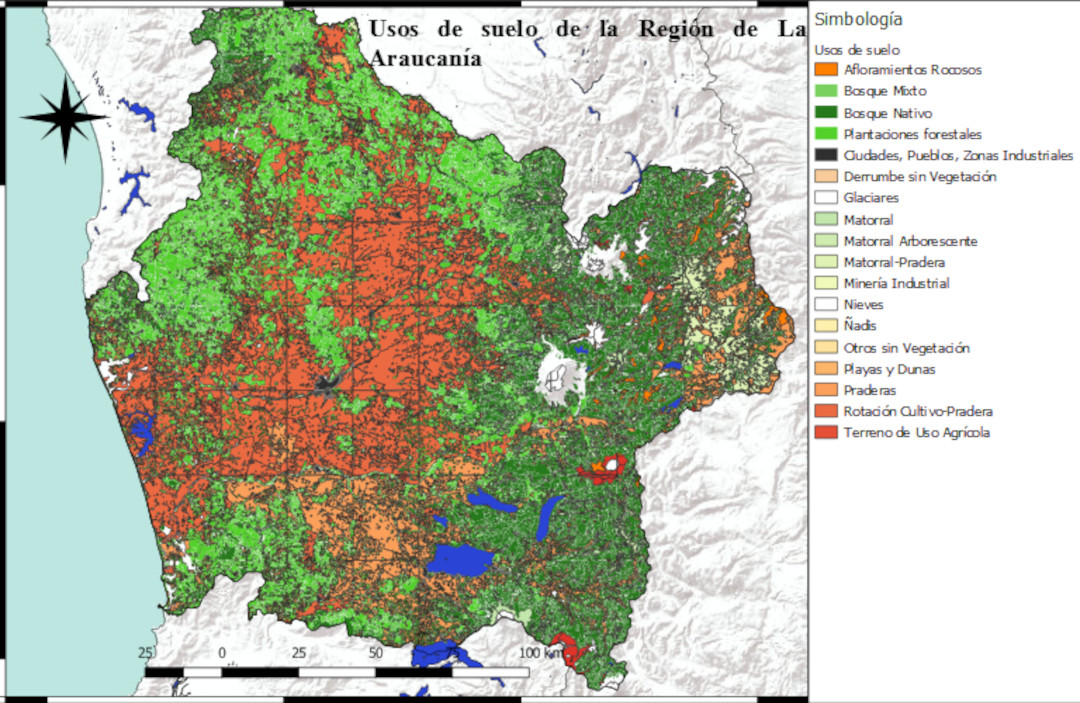 Usos de suelo de la Región de La
Araucanía
Simbología
Usos de suelo
Afloramientos Rocosos
Bosque Mixto
Bosque Nativo
Plantaciones forestales
Ciudades, Pueblos, Zonas Industriales
Derrumbe sin Vegetación
Glaciares
Matorral
Matorral Arborescente
Matorral-Pradera
Minería Industrial
Nieves
Ñadis
Otros sin Vegetación
Playas y Dunas
Praderas
Rotación Cultivo-Pradera
Terreno de Uso Agrícola
25 0 25 50 75 100 km